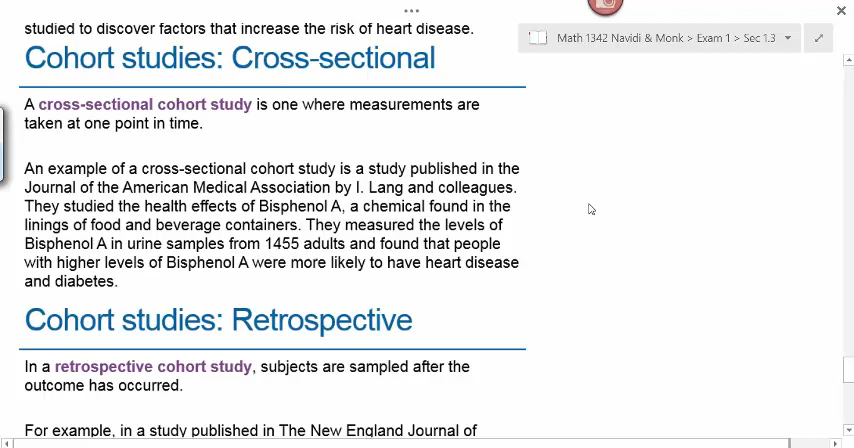 studied to discover factors that increase the risk of heart disease.
Math 1342 Navidi & Monk > Exam 1 > Sec 1.3
Cohort studies: Cross-sectional
A cross-sectional cohort study is one where measurements are
taken at one point in time.
An example of a cross-sectional cohort study is a study published in the
Journal of the American Medical Association by I. Lang and colleagues.
They studied the health effects of Bisphenol A, a chemical found in the
linings of food and beverage containers. They measured the levels of
Bisphenol A in urine samples from 1455 adults and found that people
with higher levels of Bisphenol A were more likely to have heart disease
and diabetes.
Cohort studies: Retrospective
In a retrospective cohort study, subjects are sampled after the
outcome has occurred.
For example, in a study published in The New England Journal of